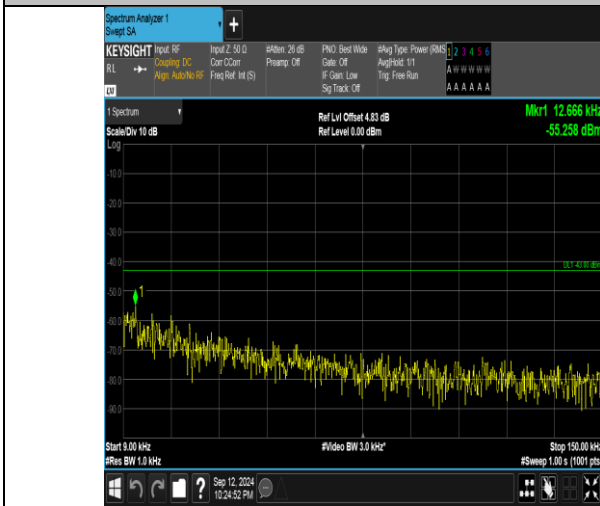 Spectrum Analyzer 1
Swept SA
+
KEYSIGHT Input: RF Input Z: 50 Ω #Atten: 26 dB PNO: Best Wide #Avg Type: Power (RMS 1 2 3 4 5 6
RL Coupling: DC Corr CCorr Preamp: Off Gate: Off Avg|Hold: 1/1 A W W W W W
Align: Auto/No RF Freq Ref: Int (S) IF Gain: Low Trig: Free Run
Sig Track: Off A A A A A A
1 Spectrum
Ref Lvl Offset 4.83 dB Mkr1 12.666 kHz
Scale/Div 10 dB Ref Level 0.00 dBm -55.258 dBm
Log
-10.0
-20.0
-30.0
-40.0
DL1 -43.00 dBm
-50.0
1
-60.0
-70.0
-80.0
-90.0
Start 9.00 kHz #Video BW 3.0 kHz* Stop 150.00 kHz
#Res BW 1.0 kHz #Sweep 1.00 s (1001 pts
? Sep 12, 2024
10:24:52 PM